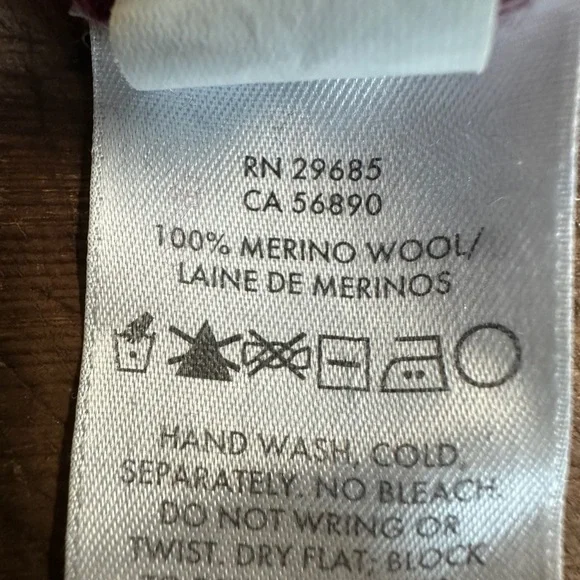 RN 29685
CA 56890
100% MERINO WOOL/
LAINE DE MERINOS
HAND WASH, COLD,
SEPARATELY. NO BLEACH.
DO NOT WRING OR
TWIST. DRY FLAT; BLOCK